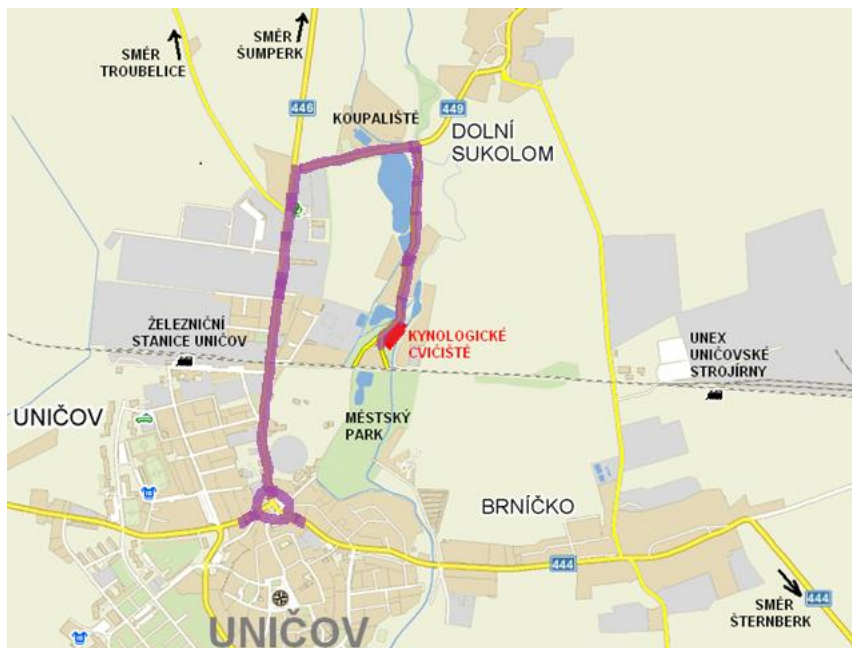 SMĚR
TROUBELICE
SMĚR
ŠUMPERK
446
KOUPALIŠTĚ
449
DOLNÍ
SUKOLOM
ŽELEZNIČNÍ
STANICE UNIČOV
KYNOLOGICKÉ
CVIČIŠTĚ
UNEX
UNIČOVSKÉ
STROJÍRNY
UNIČOV
MĚSTSKÝ
PARK
BRNÍČKO
444
444
SMĚR
ŠTERNBERK
UNIČOV